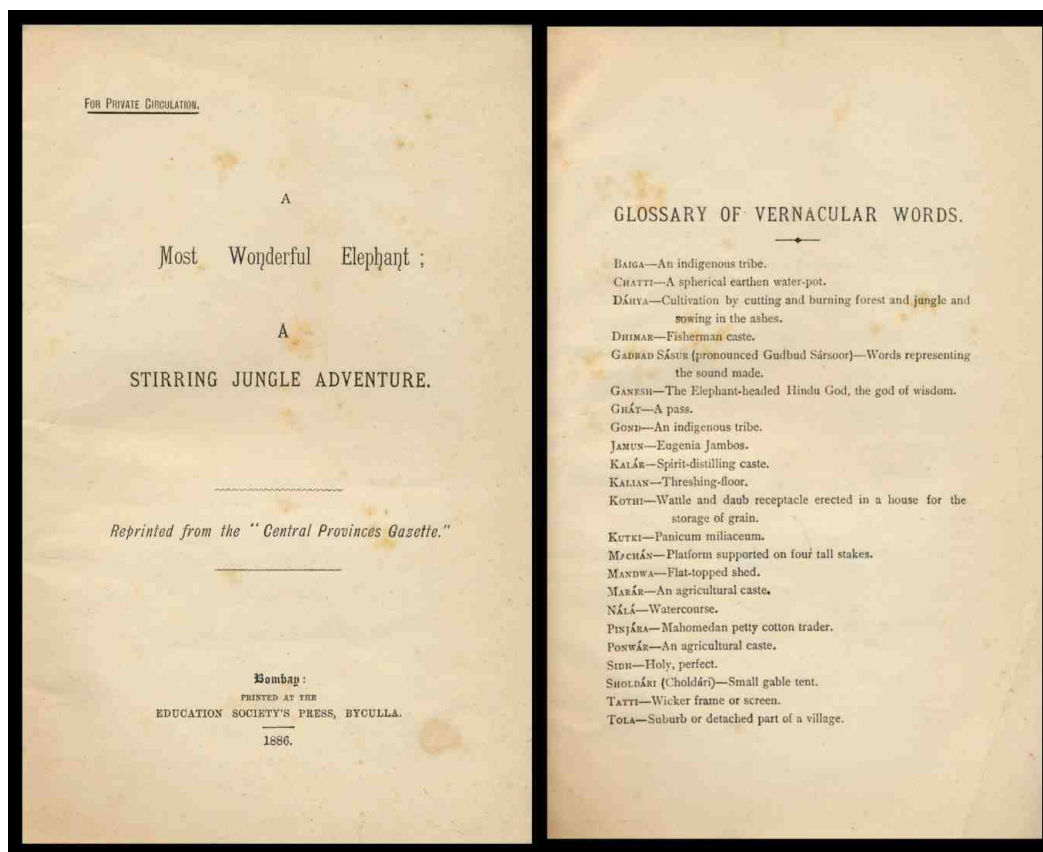 FOR PRIVATE CIRCULATION.
A
Most Wonderful Elephant ;
A
STIRRING JUNGLE ADVENTURE.
Reprinted from the "Central Provinces Gazette."
Bombay :
PRINTED AT THE
EDUCATION SOCIETY'S PRESS, BYCULLA.
1886.
GLOSSARY OF VERNACULAR WORDS.
BAIGA—An indigenous tribe.
CHATTI—A spherical earthen water-pot.
DÁHYA—Cultivation by cutting and burning forest and jungle and
sowing in the ashes.
DHIMAR—Fisherman caste.
GADBAD SÁSUR (pronounced Gudbud Sársoor)—Words representing
the sound made.
GANESH—The Elephant-headed Hindu God, the god of wisdom.
GHÁT—A pass.
GOND—An indigenous tribe.
JAMUN—Eugenia Jambos.
KALÁR—Spirit-distilling caste.
KALIAN—Threshing-floor.
KOTHI—Wattle and daub receptacle erected in a house for the
storage of grain.
KUTKI—Panicum miliaceum.
MACHÁN—Platform supported on four tall stakes.
MANDWA—Flat-topped shed.
MARÁR—An agricultural caste.
NÁLÁ—Watercourse.
PINJÁRA—Mahomedan petty cotton trader.
PONWÁR—An agricultural caste.
SIDH—Holy, perfect.
SHOLDÁRI (Choldári)—Small gable tent.
TATTI—Wicker frame or screen.
TOLA—Suburb or detached part of a village.